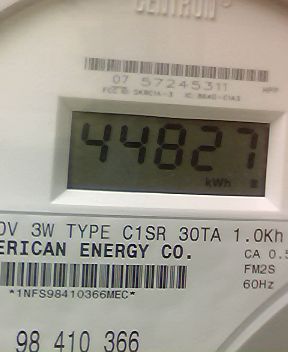 CENTRON®
07 57245311
44827
kWh
0V 3W TYPE C1SR 30TA 1.0Kh
ERICAN ENERGY CO.
CA 0.5
FM2S
*1NFS98410366MEC*
60Hz
98 410 366